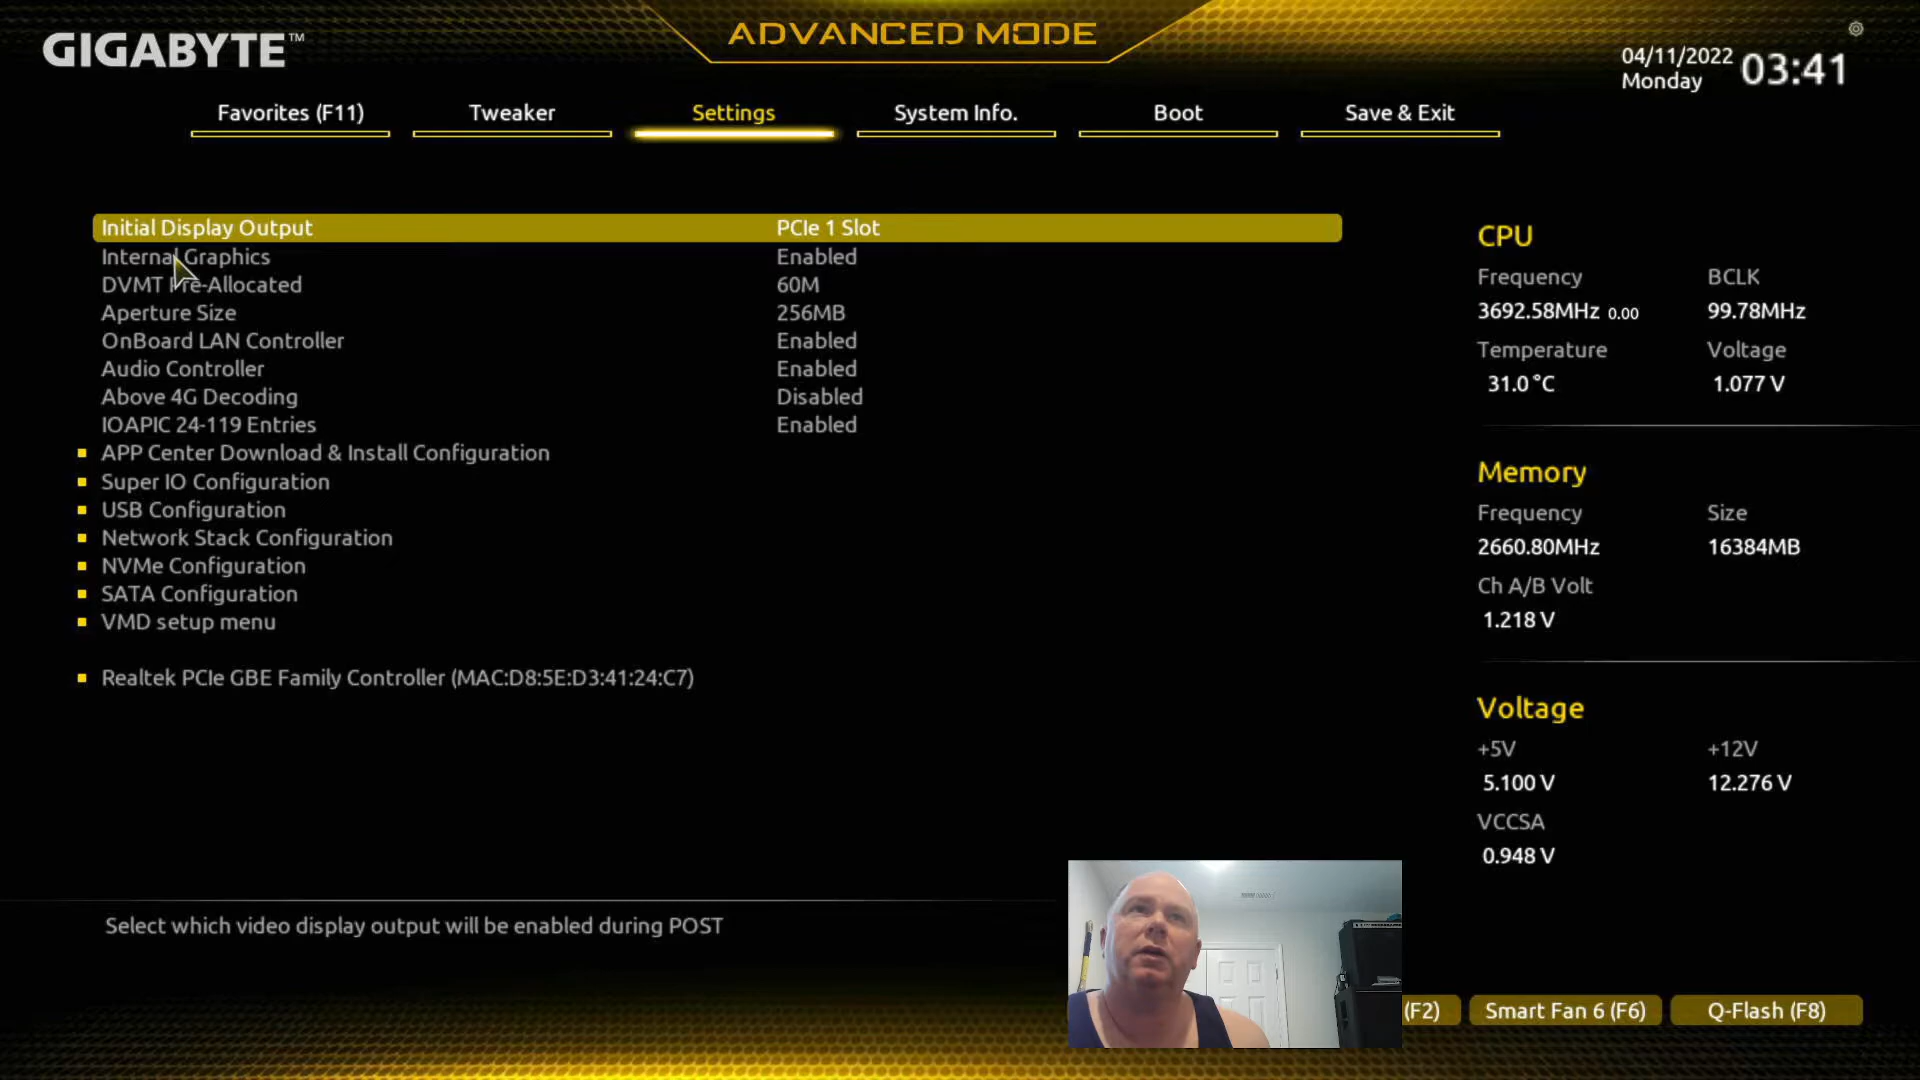 GIGABYTE™
ADVANCED MODE
04/11/2022
Monday
03:41
Favorites (F11)
Tweaker
Settings
System Info.
Boot
Save & Exit
Initial Display Output PCIe 1 Slot
Internal Graphics Enabled
DVMT Pre-Allocated 60M
Aperture Size 256MB
OnBoard LAN Controller Enabled
Audio Controller Enabled
Above 4G Decoding Disabled
IOAPIC 24-119 Entries Enabled
APP Center Download & Install Configuration
Super IO Configuration
USB Configuration
Network Stack Configuration
NVMe Configuration
SATA Configuration
VMD setup menu
Realtek PCIe GBE Family Controller (MAC:D8:5E:D3:41:24:C7)
Select which video display output will be enabled during POST
CPU
Frequency BCLK
3692.58MHz 0.00 99.78MHz
Temperature Voltage
31.0 °C 1.077 V
Memory
Frequency Size
2660.80MHz 16384MB
Ch A/B Volt
1.218 V
Voltage
+5V +12V
5.100 V 12.276 V
VCCSA
0.948 V
(F2)
Smart Fan 6 (F6)
Q-Flash (F8)